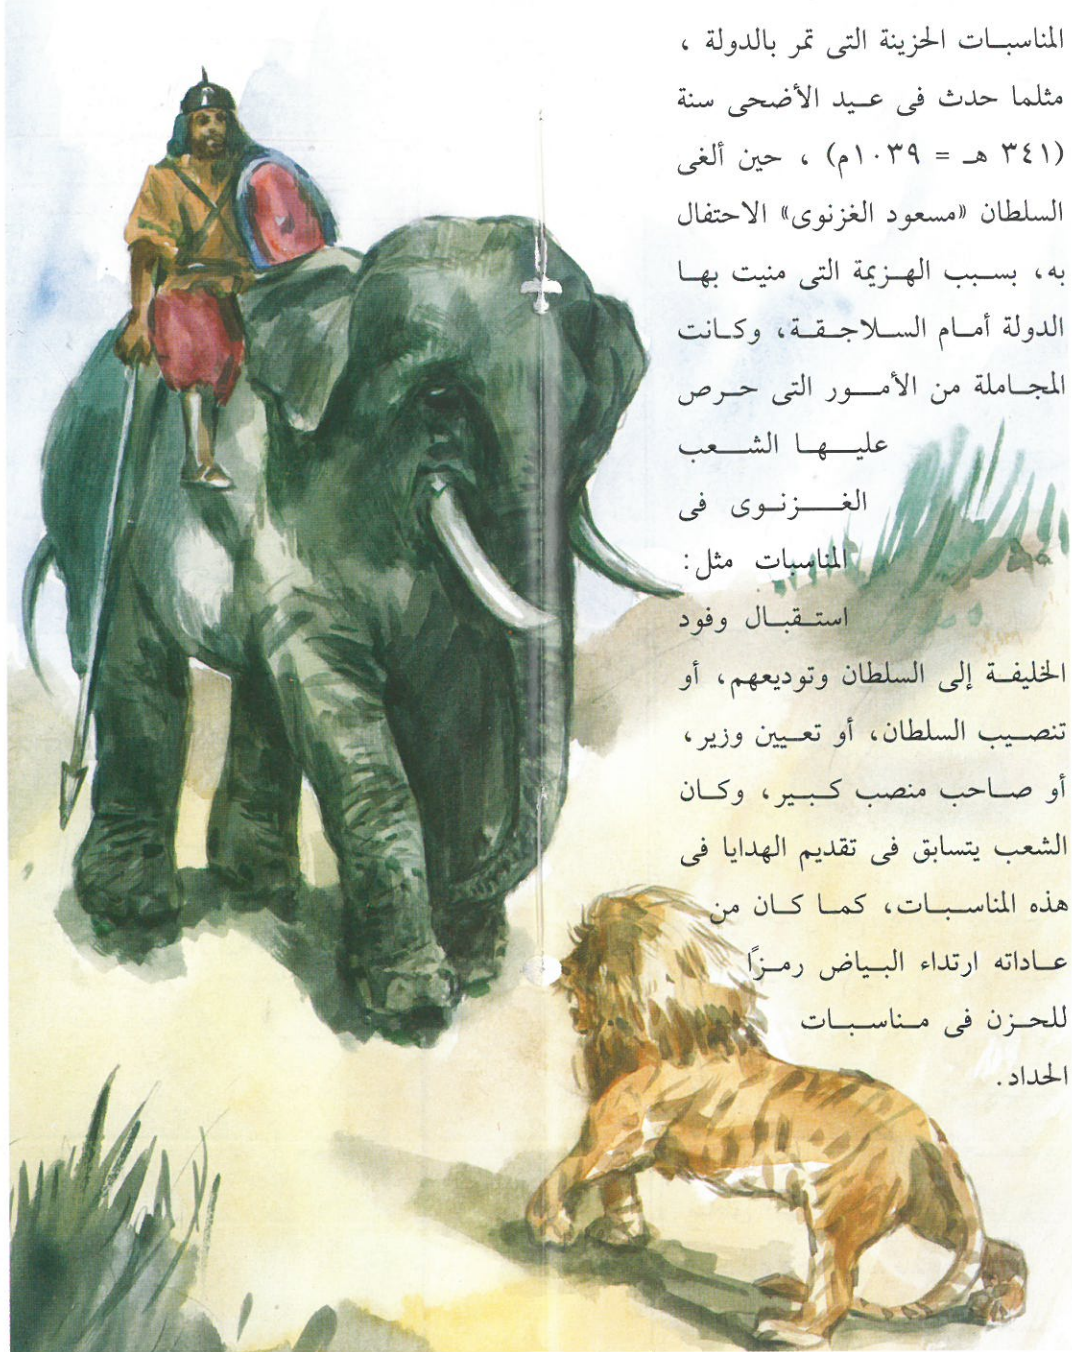 المناسبات الحزينة التى تمر بالدولة ،
مثلما حدث فى عيد الأضحى سنة
(٣٤١ هـ = ١٠٣٩م) ، حين ألغى
السلطان «مسعود الغزنوى» الاحتفال
به، بسبب الهزيمة التى منيت بها
الدولة أمام السلاجقة، وكانت
المجاملة من الأمور التى حرص
عليها الشعب
الغزنوى فى
المناسبات مثل:
استقبال وفود
الخليفة إلى السلطان وتوديعهم، أو
تنصيب السلطان، أو تعيين وزير،
أو صاحب منصب كبير، وكان
الشعب يتسابق فى تقديم الهدايا فى
هذه المناسبات، كما كان من
عاداته ارتداء البياض رمزًا
للحزن فى مناسبات
الحداد.